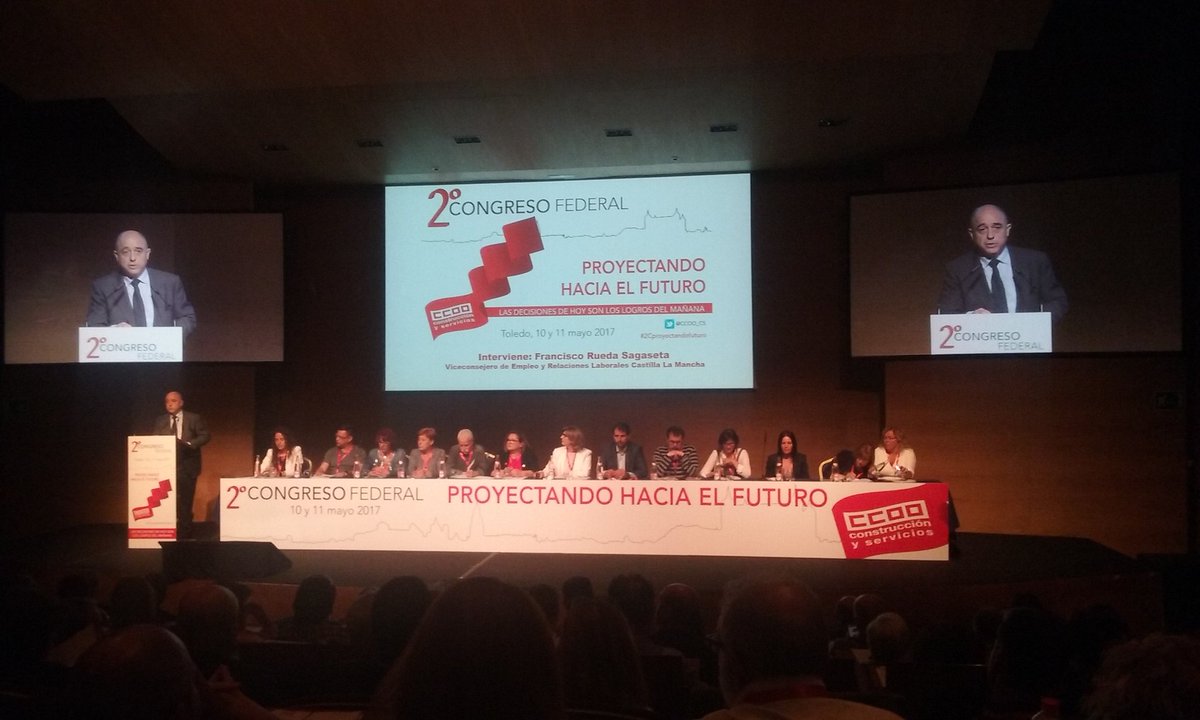 2º CONGRESO FEDERAL
PROYECTANDO
HACIA EL FUTURO
LAS DECISIONES DE HOY SON LOS LOGROS DEL MAÑANA
CCOO
construcción
y servicios
Toledo, 10 y 11 mayo 2017
@CCOO_CS
#2Cproyectandofuturo
Interviene: Francisco Rueda Sagaseta
Viceconsejero de Empleo y Relaciones Laborales Castilla La Mancha
2º CONGRESO
FEDERAL
2º CONGRESO
FEDERAL
2º CONGRESO
FEDERAL
2º CONGRESO FEDERAL
10 y 11 mayo 2017
PROYECTANDO HACIA EL FUTURO
CCOO
construcción
y servicios